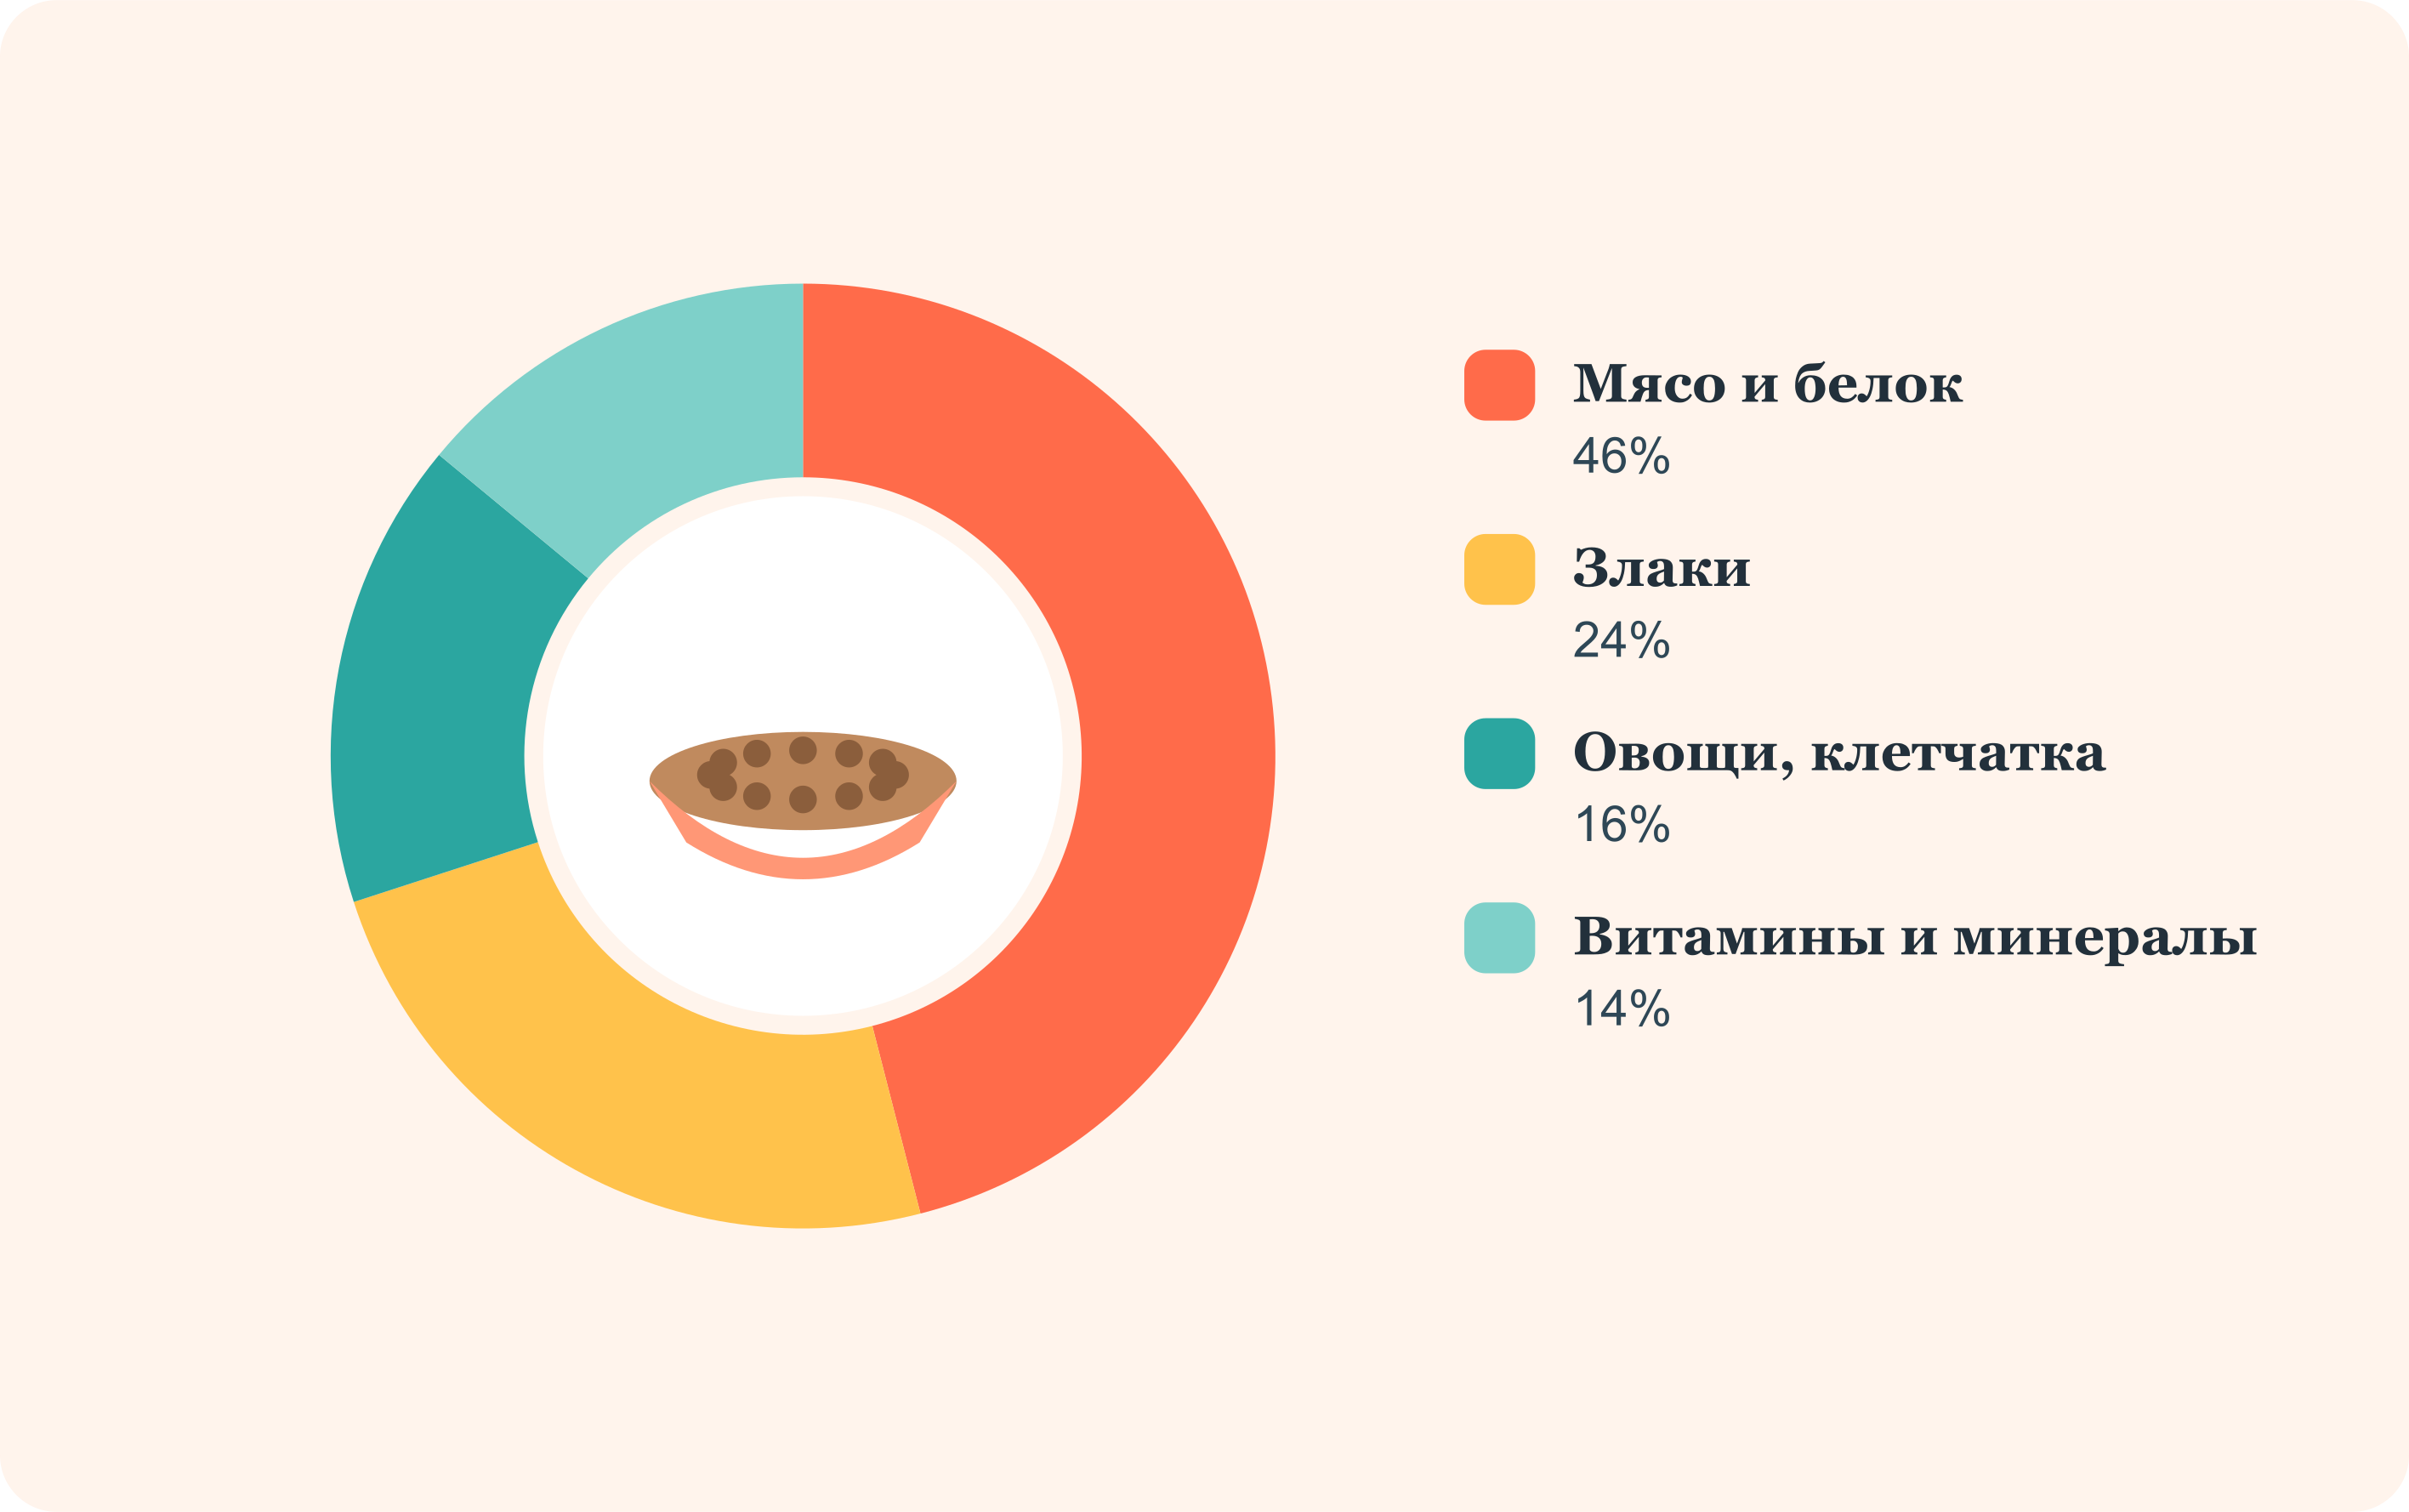 Мясо и белок
46%
Злаки
24%
Овощи, клетчатка
16%
Витамины и минералы
14%